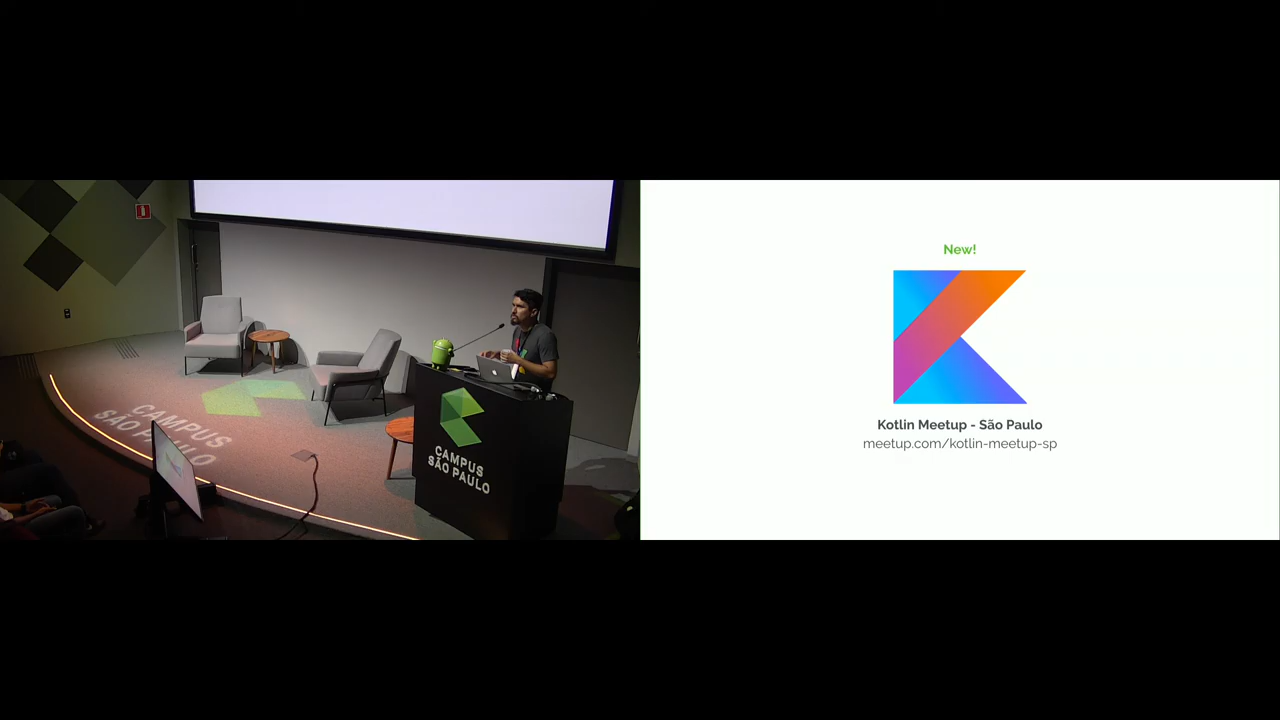 CAMPUS
SÃO PAULO
CAMPUS
SÃO PAULO
New!
Kotlin Meetup - São Paulo
meetup.com/kotlin-meetup-sp